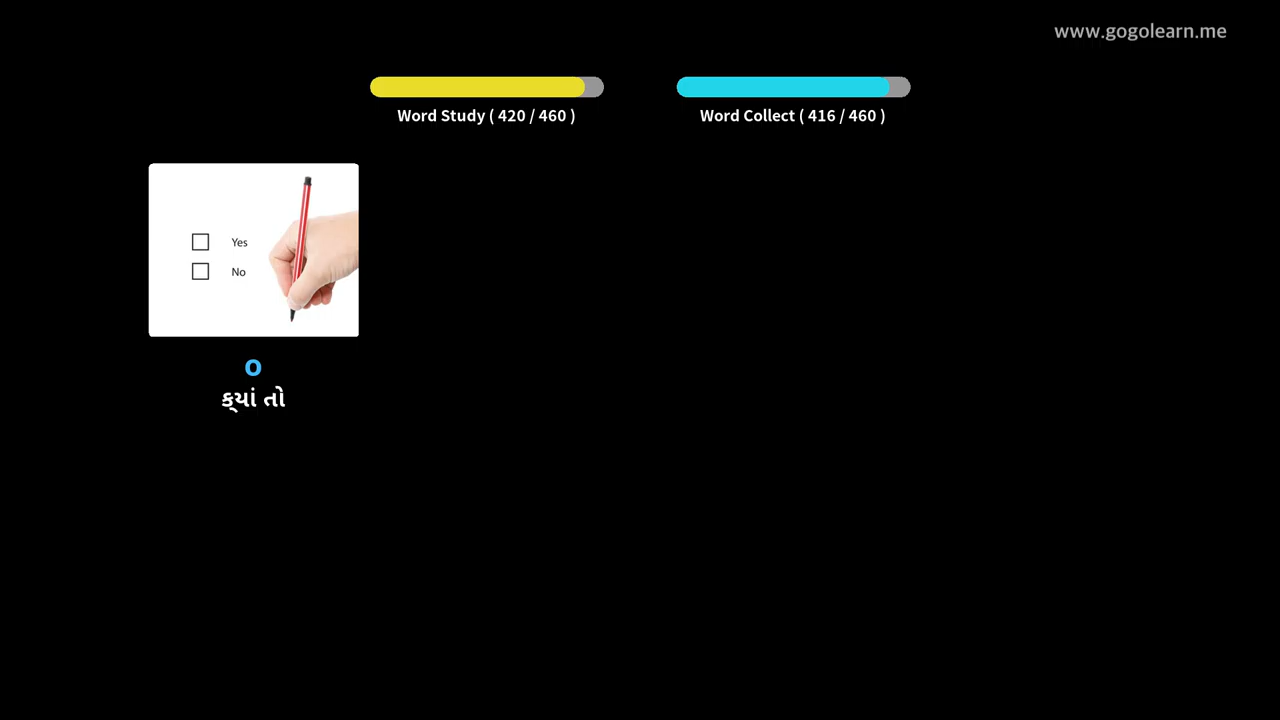 www.gogolearn.me
Word Study ( 420 / 460 )
Word Collect ( 416 / 460 )
Yes
No
o
ક્યાં તો